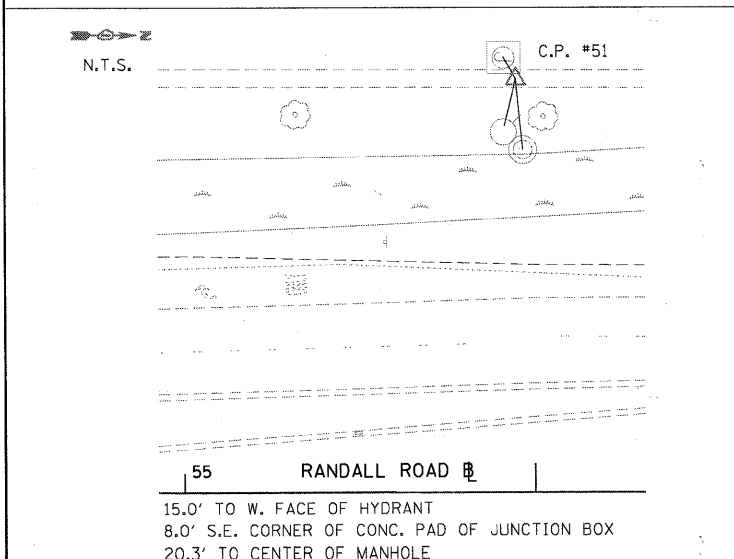 Z
N.T.S.
C.P. #51
55 RANDALL ROAD ⅊
15.0' TO W. FACE OF HYDRANT
8.0' S.E. CORNER OF CONC. PAD OF JUNCTION BOX
20.3' TO CENTER OF MANHOLE